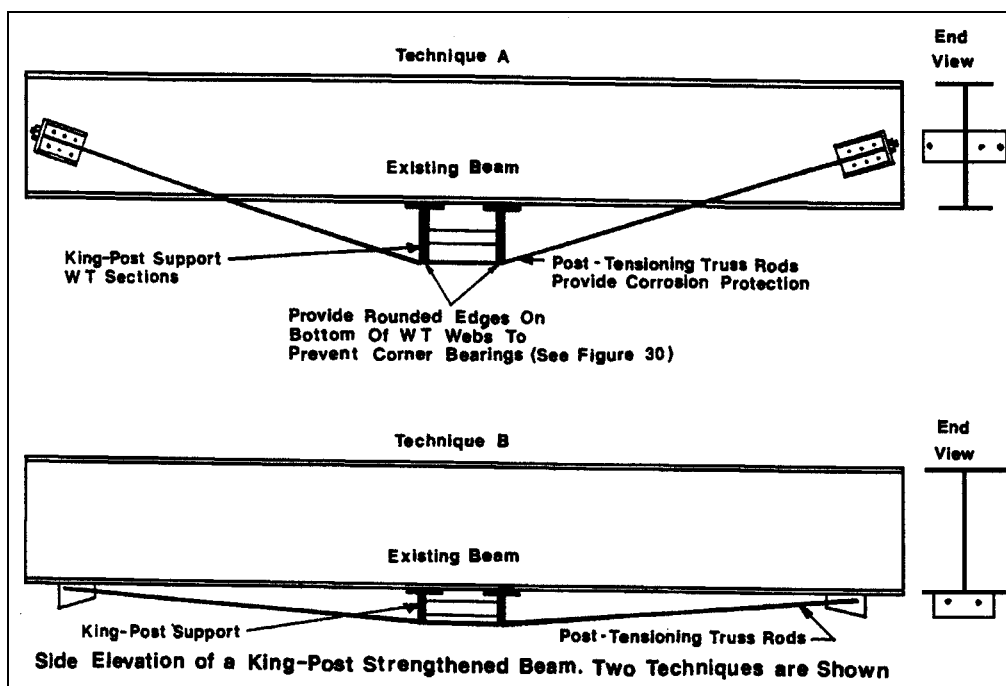 Technique A
End
View
Existing Beam
King-Post Support
WT Sections
Post-Tensioning Truss Rods
Provide Corrosion Protection
Provide Rounded Edges On
Bottom Of WT Webs To
Prevent Corner Bearings (See Figure 30)
Technique B
End
View
Existing Beam
King-Post Support
Post-Tensioning Truss Rods
Side Elevation of a King-Post Strengthened Beam. Two Techniques are Shown